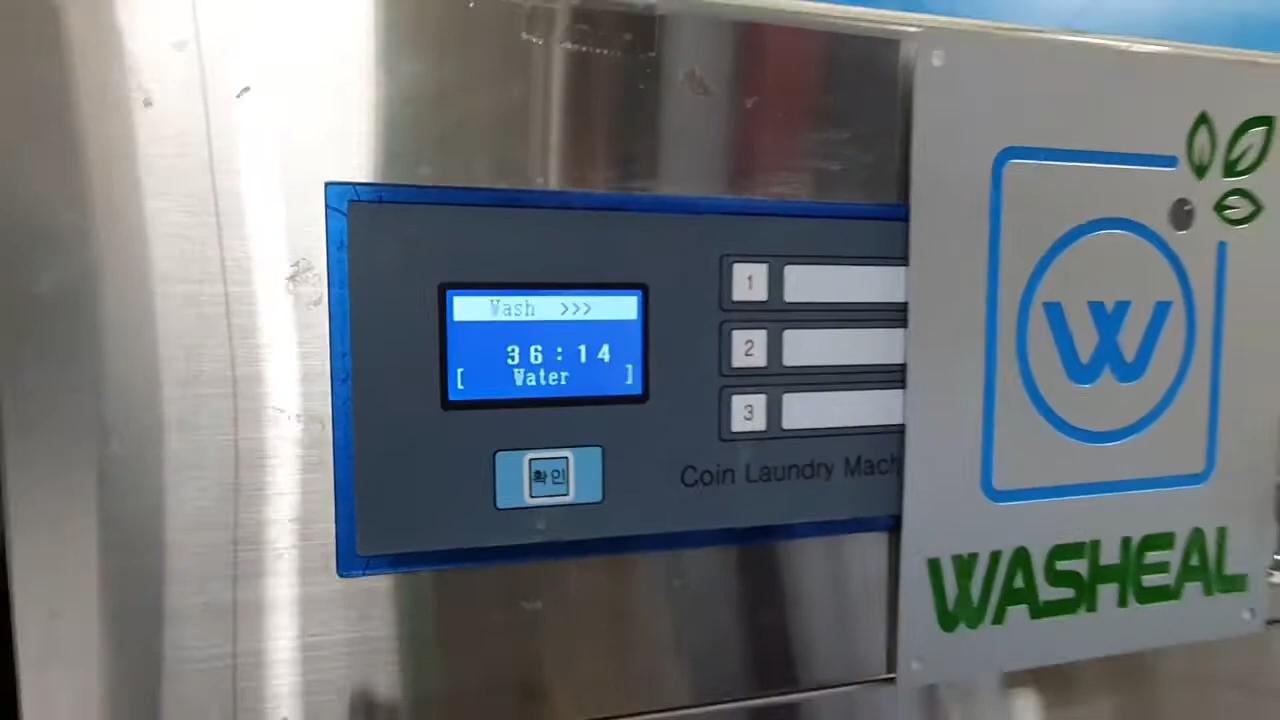 Wash >>>
36:14
[ Water ]
확인
1
2
3
Coin Laundry Mach
W
WASHEAL